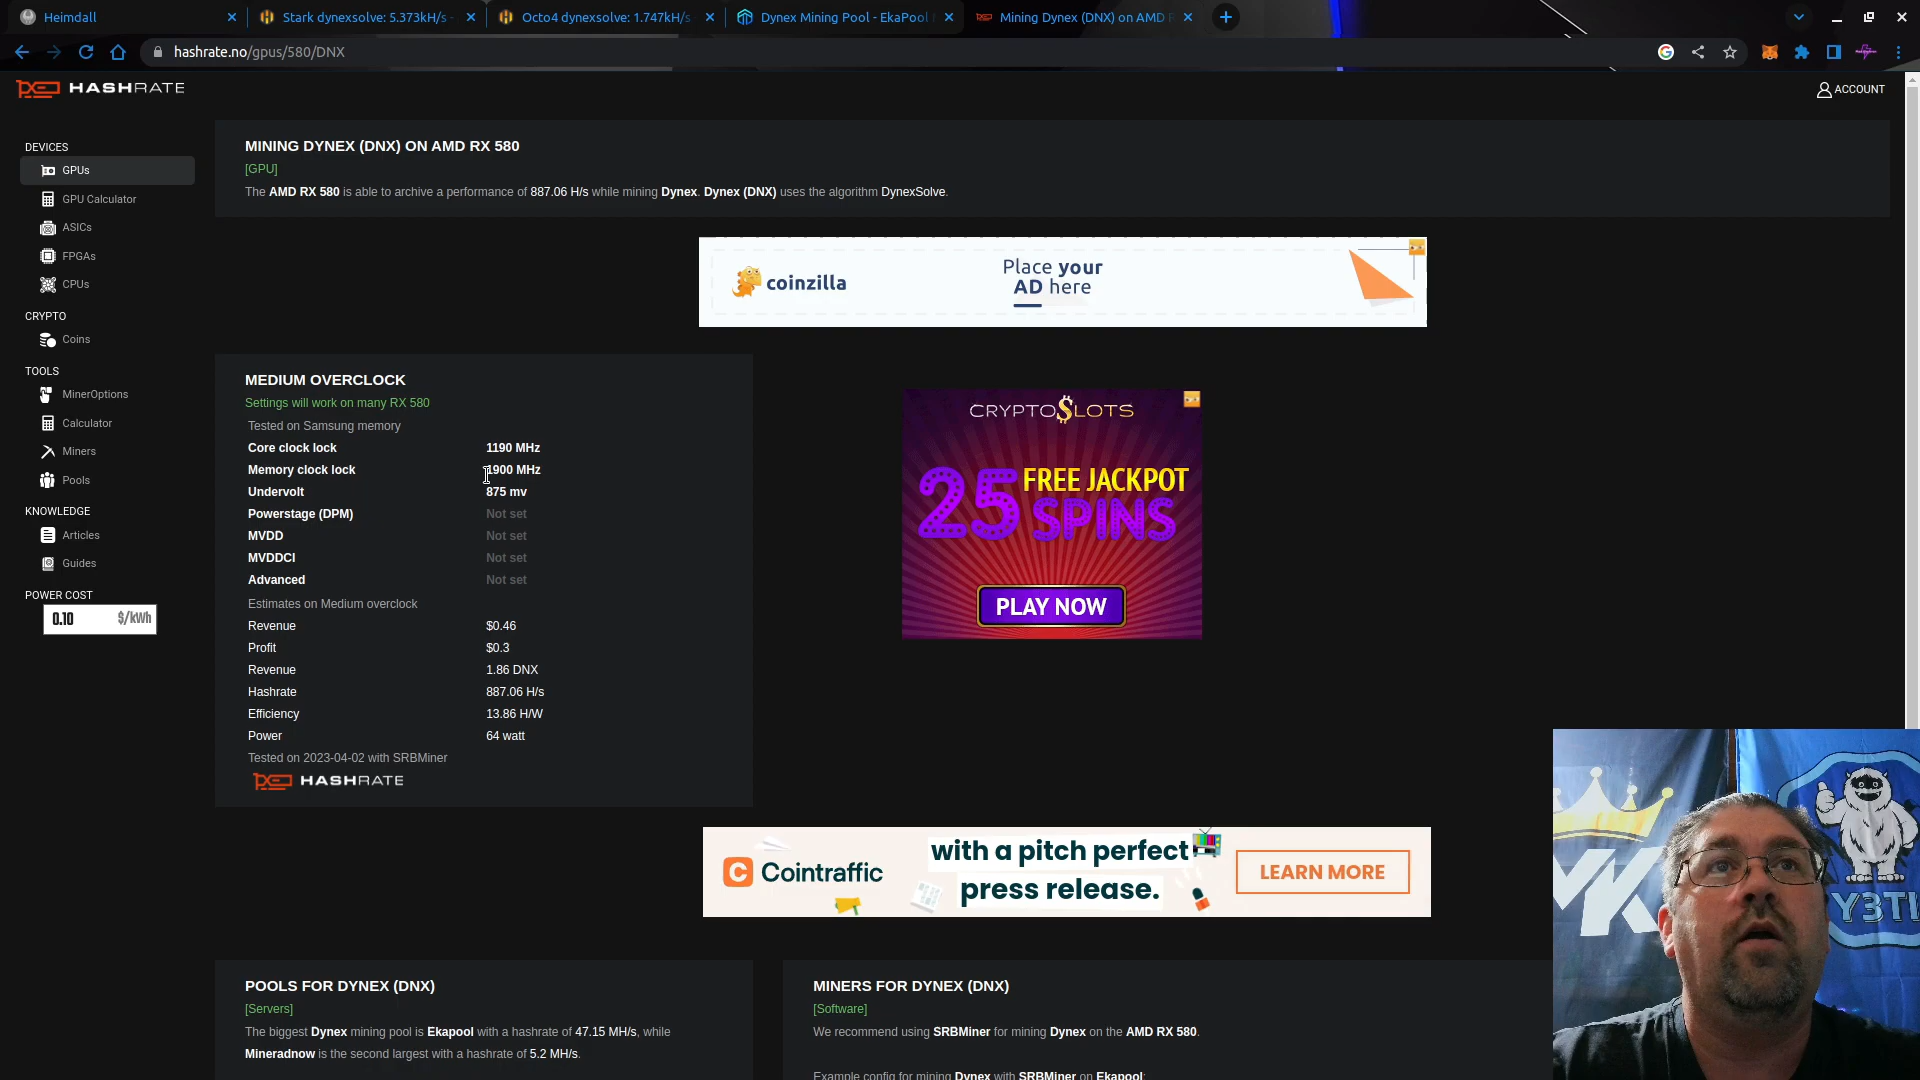 Heimdall
Stark dynexsolve: 5.373kH/s -
Octo4 dynexsolve: 1.747kH/s
Dynex Mining Pool - EkaPool
Mining Dynex (DNX) on AMD R
hashrate.no/gpus/580/DNX
HASHRATE
ACCOUNT
DEVICES
GPUs
GPU Calculator
ASICs
FPGAs
CPUs
CRYPTO
Coins
TOOLS
MinerOptions
Calculator
Miners
Pools
KNOWLEDGE
Articles
Guides
POWER COST
0.10 $/kWh
MINING DYNEX (DNX) ON AMD RX 580
[GPU]
The AMD RX 580 is able to archive a performance of 887.06 H/s while mining Dynex. Dynex (DNX) uses the algorithm DynexSolve.
coinzilla
Place your
AD here
MEDIUM OVERCLOCK
Settings will work on many RX 580
Tested on Samsung memory
Core clock lock 1190 MHz
Memory clock lock 1900 MHz
Undervolt 875 mv
Powerstage (DPM) Not set
MVDD Not set
MVDDCI Not set
Advanced Not set
Estimates on Medium overclock
Revenue $0.46
Profit $0.3
Revenue 1.86 DNX
Hashrate 887.06 H/s
Efficiency 13.86 H/W
Power 64 watt
Tested on 2023-04-02 with SRBMiner
HASHRATE
CRYPTO$LOTS
25 FREE JACKPOT
SPINS
PLAY NOW
Cointraffic
with a pitch perfect
press release.
LEARN MORE
POOLS FOR DYNEX (DNX)
[Servers]
The biggest Dynex mining pool is Ekapool with a hashrate of 47.15 MH/s, while
Mineradnow is the second largest with a hashrate of 5.2 MH/s.
MINERS FOR DYNEX (DNX)
[Software]
We recommend using SRBMiner for mining Dynex on the AMD RX 580.
Example config for mining Dynex with SRBMiner on Ekapool:
Y3TI